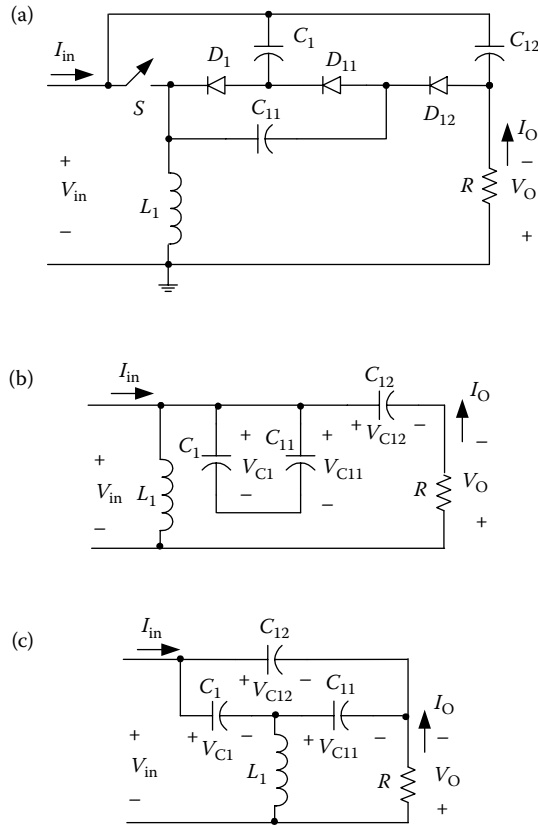 (a)
I_in
C_1
C_12
D_1
D_11
S
C_11
D_12
I_O
+
−
V_in
L_1
R
V_O
−
+
(b)
I_in
C_12
I_O
+ V_C12 −
−
C_1
+
C_11
+
+
V_in
L_1
V_C1
V_C11
R
V_O
−
−
−
+
(c)
I_in
C_12
+ V_C12 −
C_1
C_11
I_O
+ V_C1 −
+ V_C11 −
−
+
V_in
L_1
R
V_O
−
+